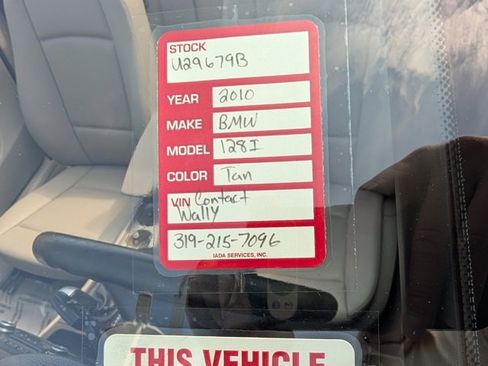 STOCK
U29679B
YEAR 2010
MAKE BMW
MODEL 128I
COLOR Tan
VIN Contact
Wally
319-215-7096
IADA SERVICES, INC.
THIS VEHICLE